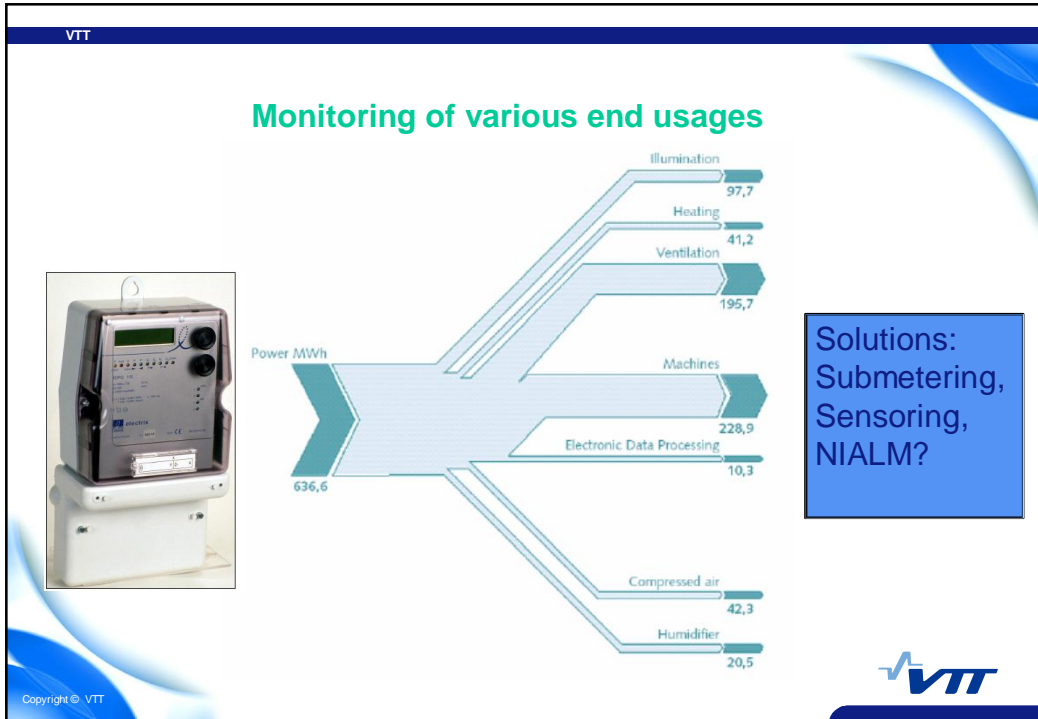 VTT
Monitoring of various end usages
Illumination
97,7
Heating
41,2
Ventilation
195,7
Power MWh
636,6
Machines
228,9
Electronic Data Processing
10,3
Compressed air
42,3
Humidifier
20,5
electrix
CE
Solutions:
Submetering,
Sensoring,
NIALM?
Copyright © VTT
VTT